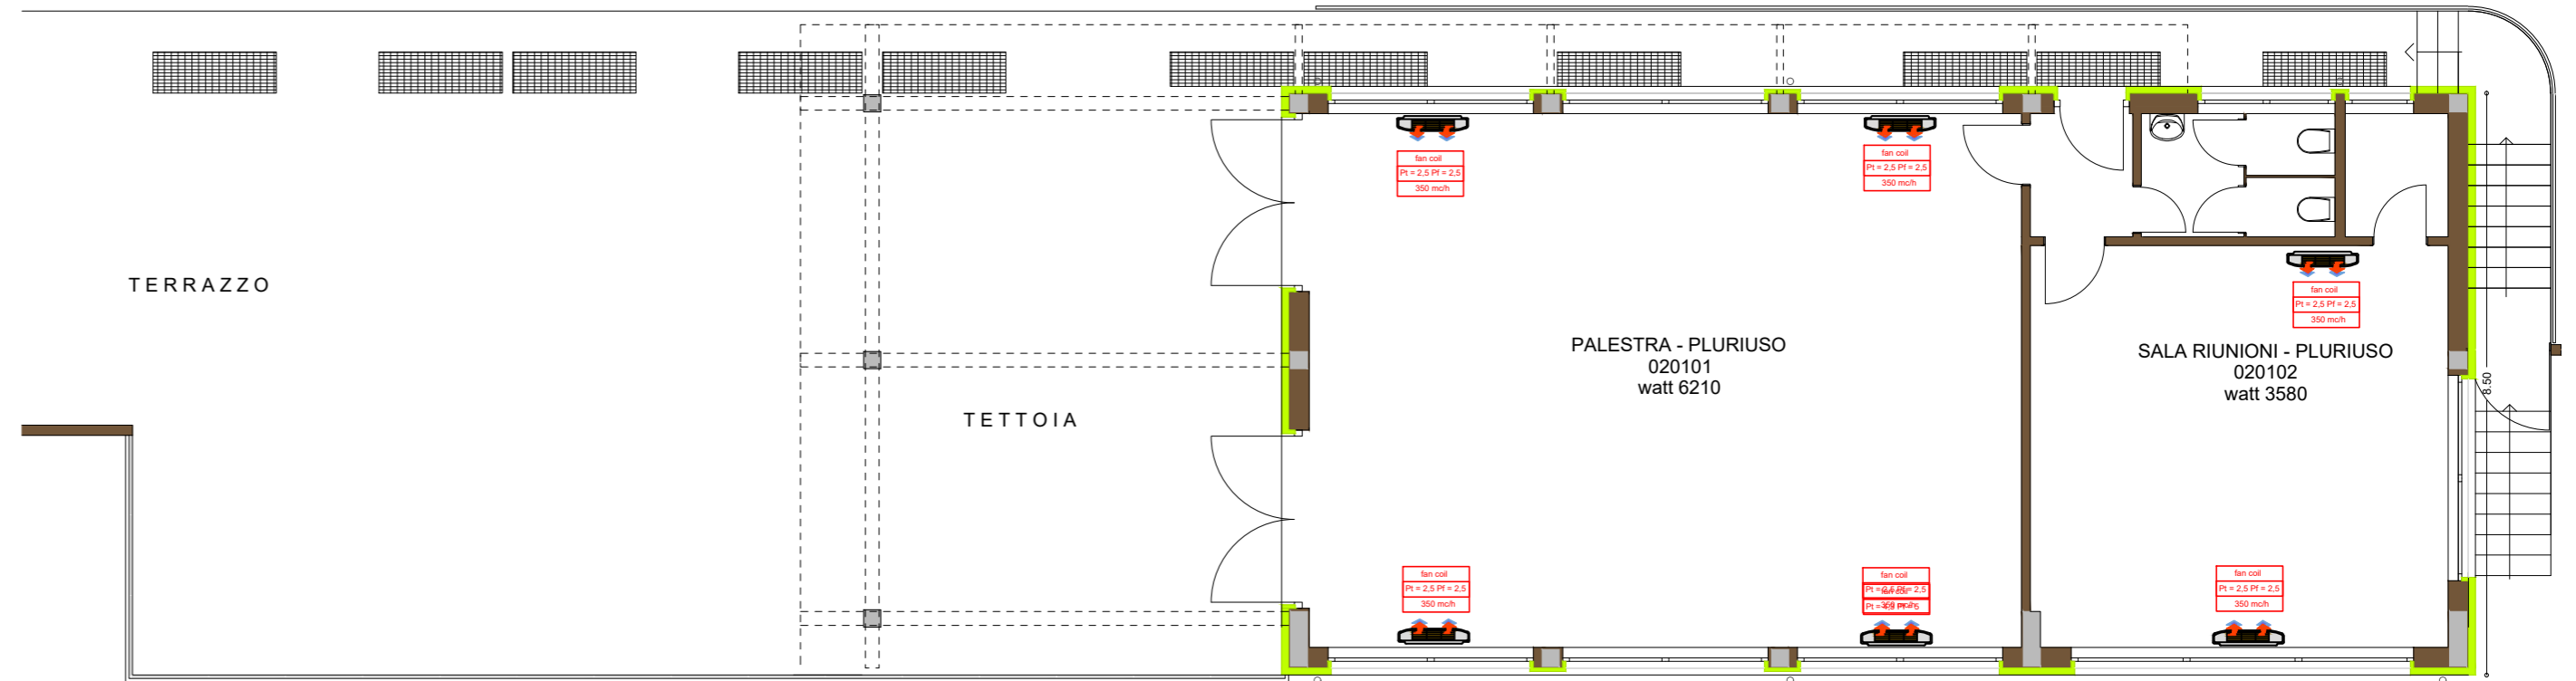 fan coil
Pt = 2,5 Pf = 2,5
350 mc/h
fan coil
Pt = 2,5 Pf = 2,5
350 mc/h
TERRAZZO
fan coil
Pt = 2,5 Pf = 2,5
350 mc/h
PALESTRA - PLURIUSO
020101
watt 6210
SALA RIUNIONI - PLURIUSO
020102
watt 3580
8.50
TETTOIA
fan coil
Pt = 2,5 Pf = 2,5
350 mc/h
fan coil
fan coil
Pt = 2,5 Pf = 2,5
350 mc/h